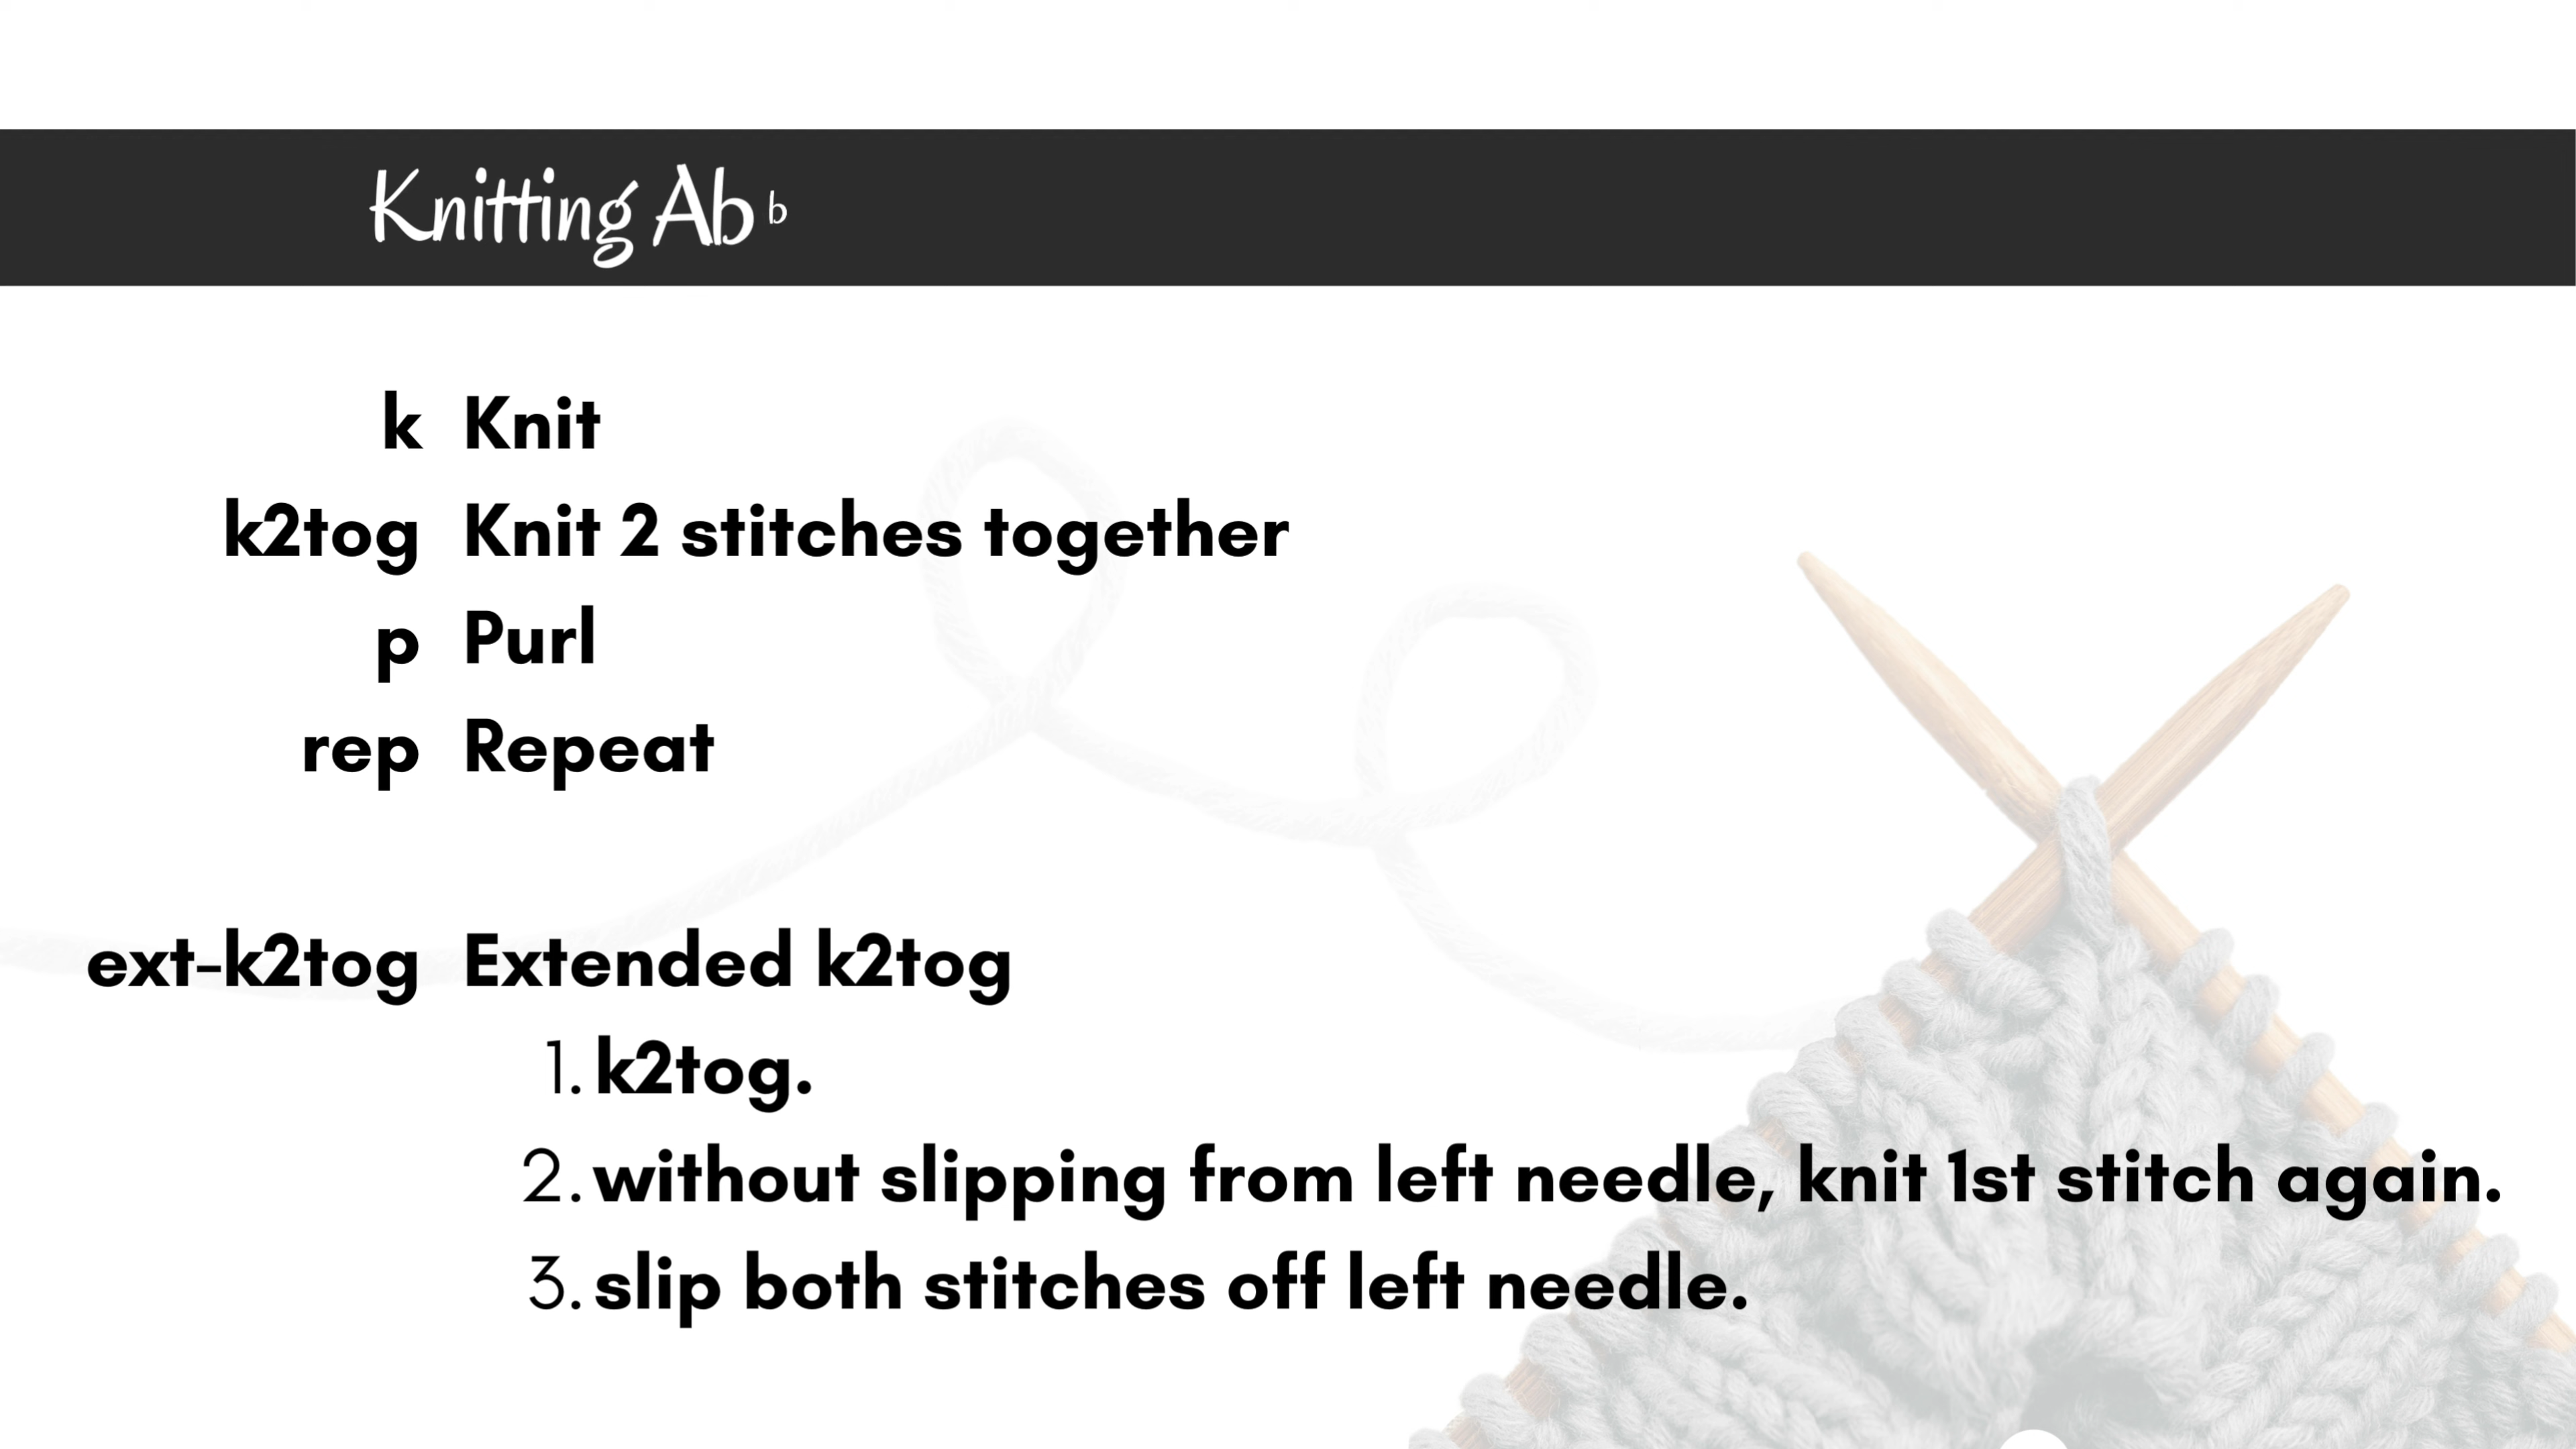 Knitting Abb
k Knit
k2tog Knit 2 stitches together
p Purl
rep Repeat
ext-k2tog Extended k2tog
1. k2tog.
2. without slipping from left needle, knit 1st stitch again.
3. slip both stitches off left needle.